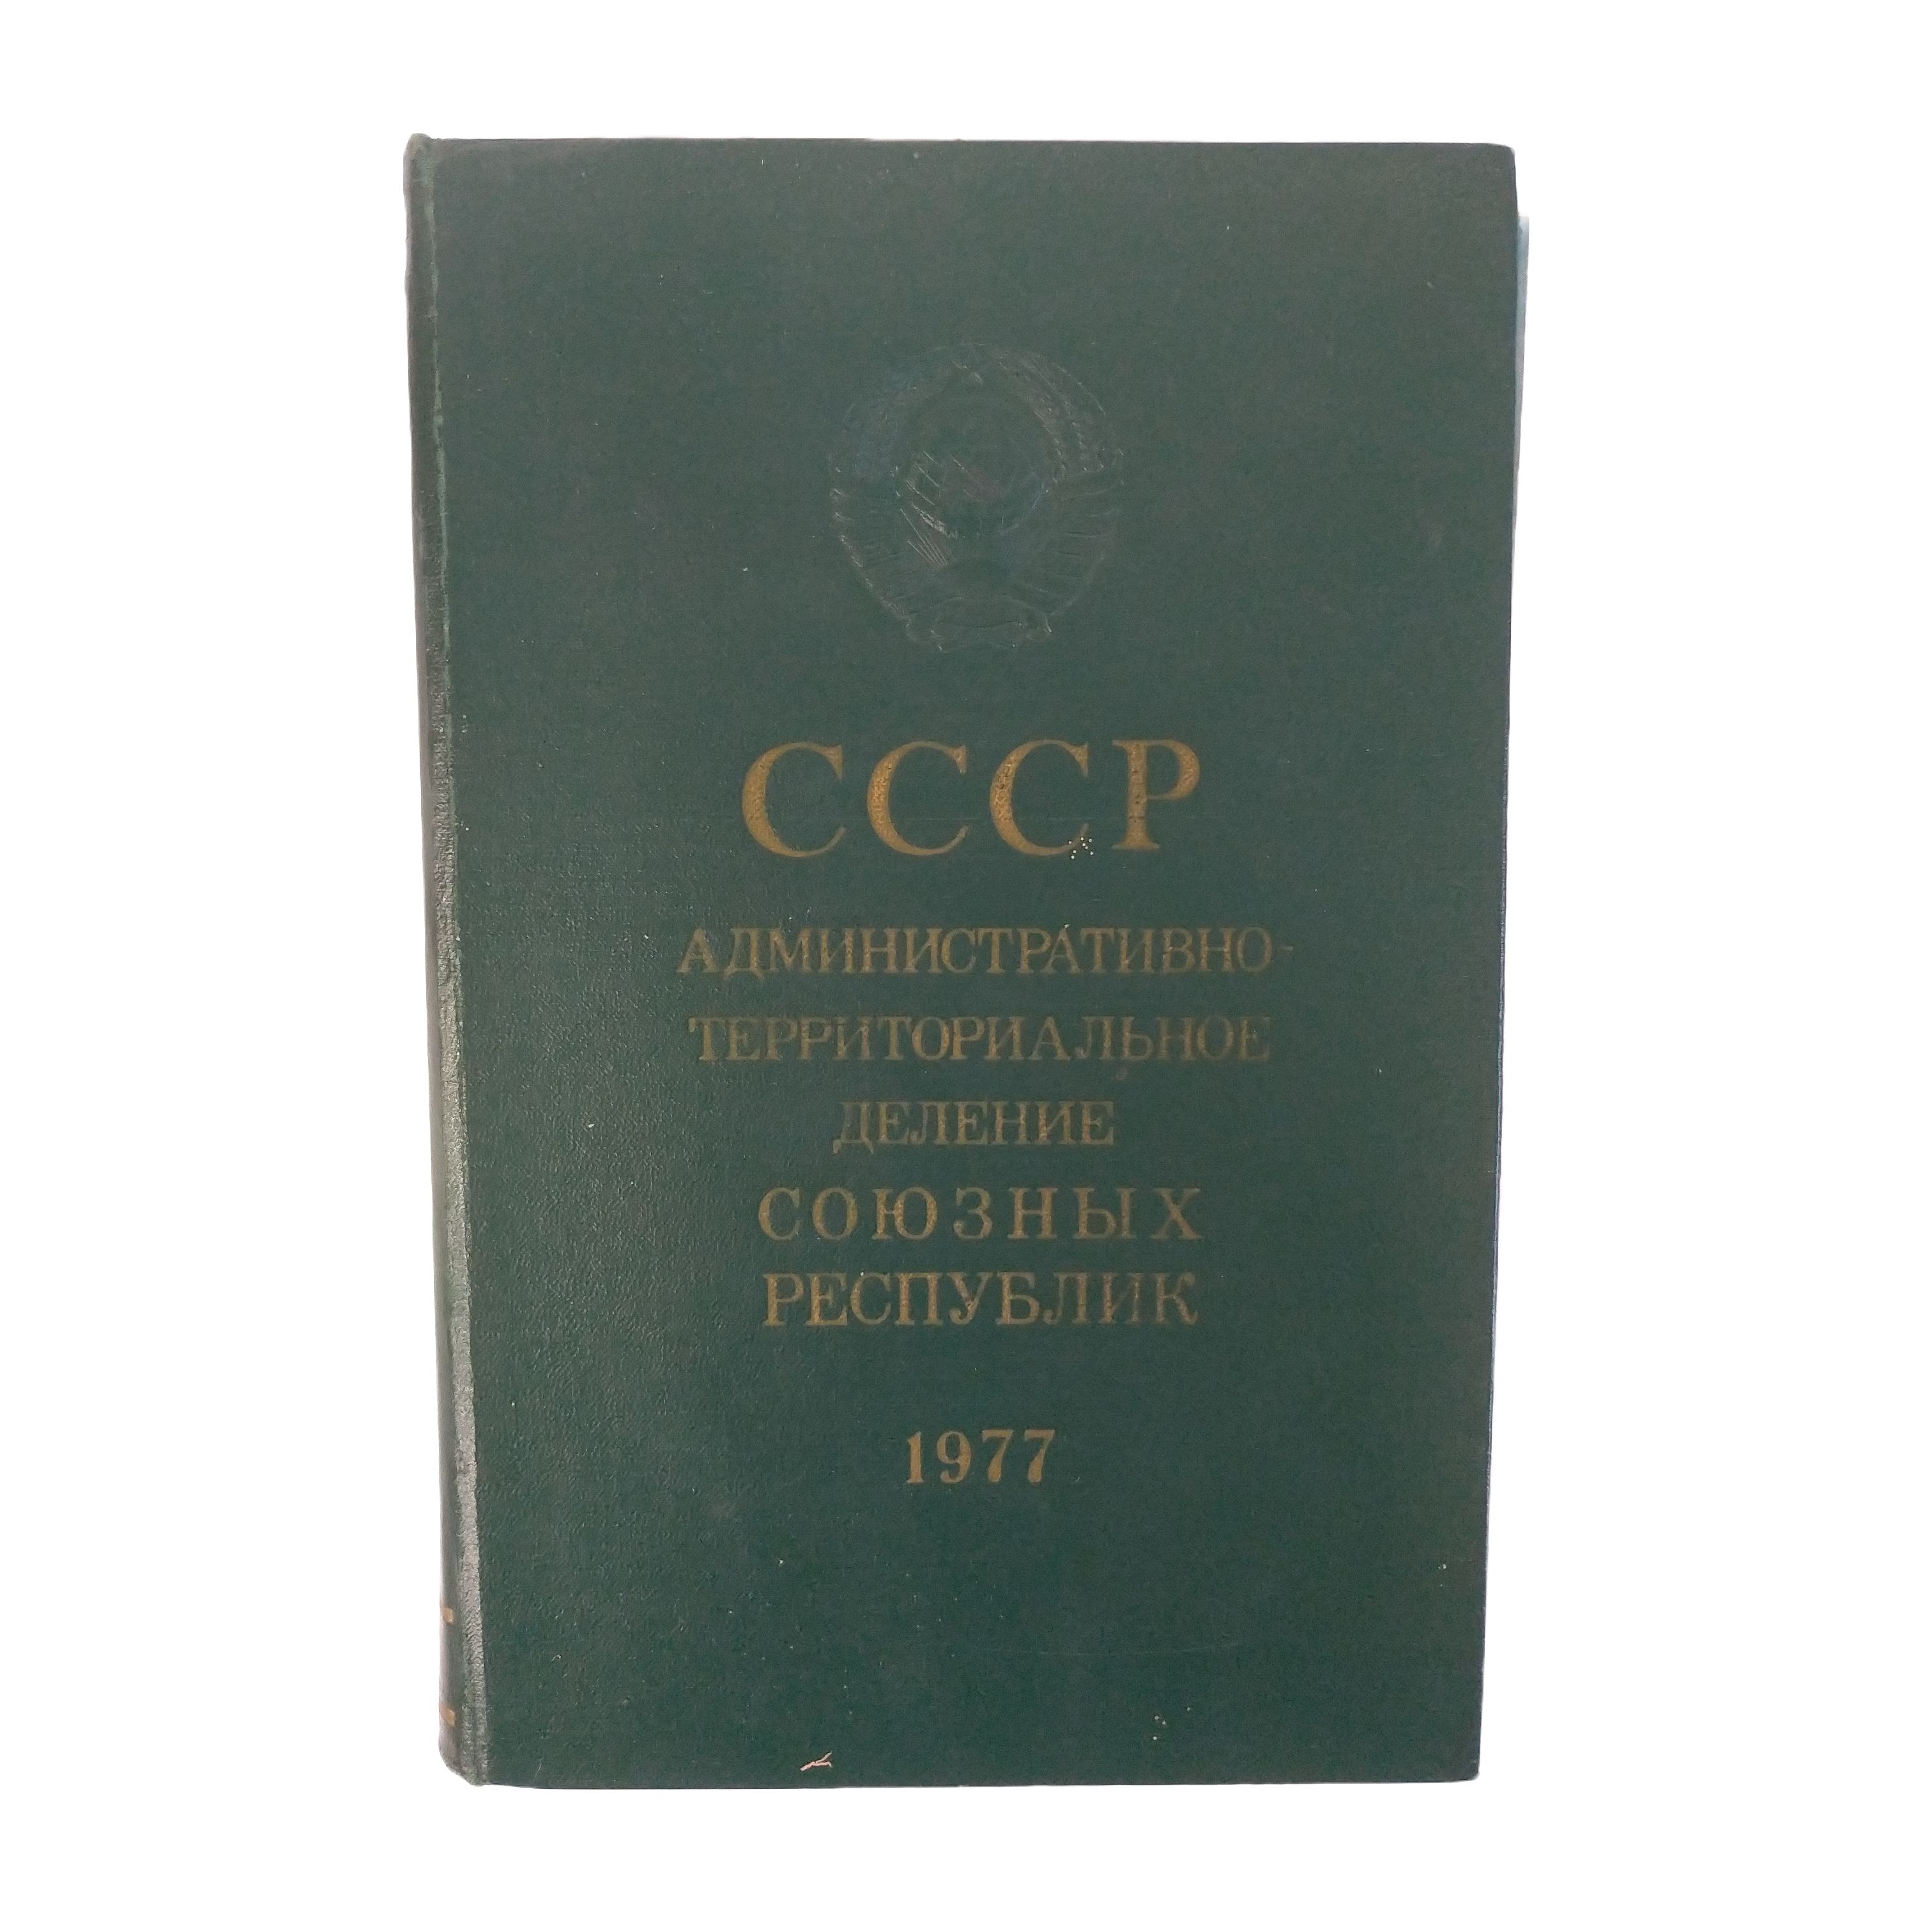 СССР
АДМИНИСТРАТИВНО-
ТЕРРИТОРИАЛЬНОЕ
ДЕЛЕНИЕ
СОЮЗНЫХ
РЕСПУБЛИК
1977